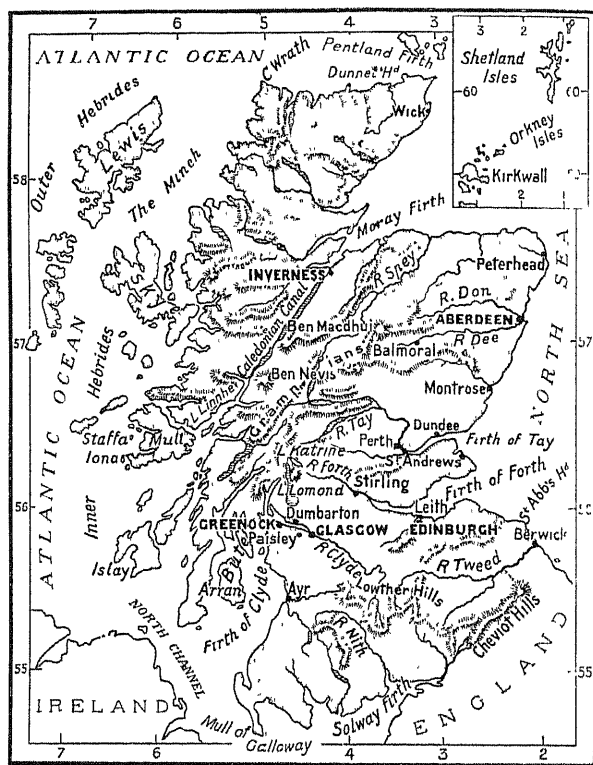 7 6 5 4 3
ATLANTIC OCEAN
C Wrath
Pentland Firth
Dunnet Hd
Wick
3 2
Shetland
Isles
60 60
Orkney
Isles
Kirkwall
2
Outer
Hebrides
Lewis
The Minch
58
Moray Firth
INVERNESS
R Spey
Peterhead
R. Don
ABERDEEN
R Dee
Ben Macdhui
Balmoral
Caledonian Canal
57 57
Ben Nevis
Grampians
L Linnhe
Montrose
NORTH SEA
ATLANTIC OCEAN
Hebrides
Inner
Skye
Staffa
Iona
Mull
R. Tay
Dundee
Perth
Firth of Tay
L Katrine
St Andrews
R Forth
Stirling
Firth of Forth
L Lomond
56
Dumbarton
Leith
St Abb's Hd
GREENOCK
GLASGOW
EDINBURGH
Paisley
Berwick
R Clyde
R Tweed
Islay
Bute
Arran
Firth of Clyde
Ayr
Lowther Hills
Cheviot Hills
R Nith
NORTH CHANNEL
55 55
IRELAND
Solway Firth
ENGLAND
Mull of
Galloway
7 6 5 4 3 2